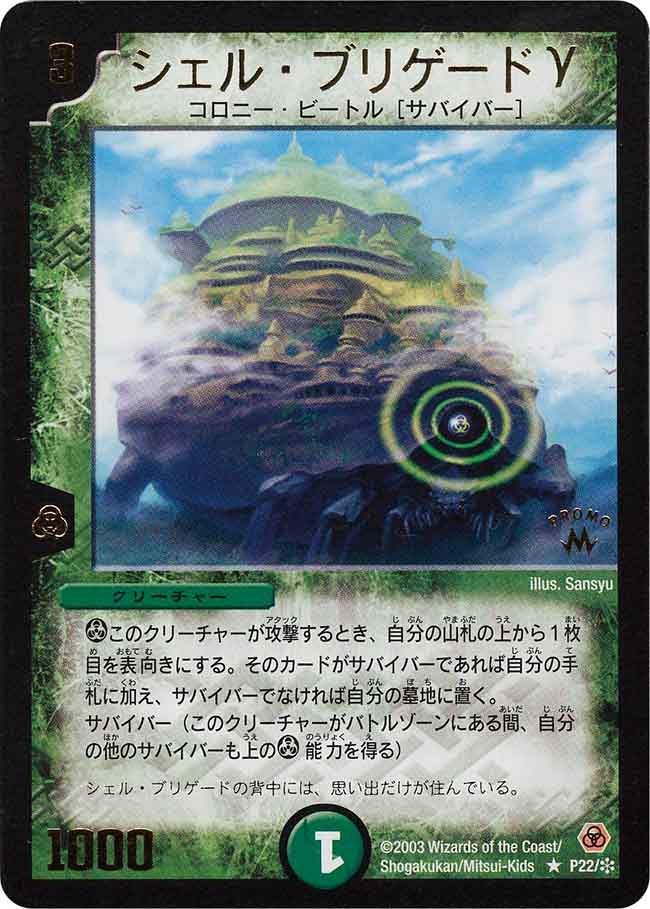 3
シェル・ブリゲードγ
コロニー・ビートル [サバイバー]
PROMO
illus. Sansyu
クリーチャー
このクリーチャーが攻撃するとき、自分の山札の上から1枚
目を表向きにする。そのカードがサバイバーであれば自分の手
札に加え、サバイバーでなければ自分の墓地に置く。
サバイバー（このクリーチャーがバトルゾーンにある間、自分
の他のサバイバーも上の 能力を得る）
シェル・ブリゲードの背中には、思い出だけが住んでいる。
1000
1
©2003 Wizards of the Coast/
Shogakukan/Mitsui-Kids ★ P22/✻